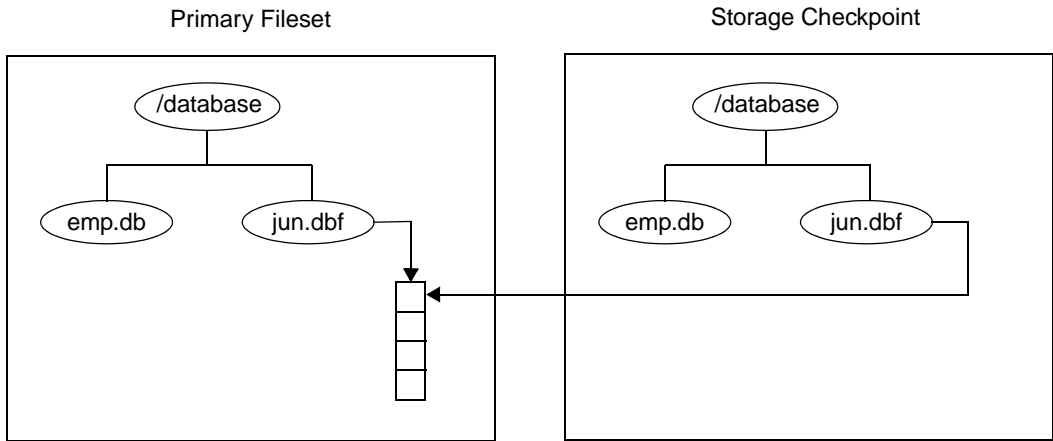 Primary Fileset
Storage Checkpoint
/database
/database
emp.db
jun.dbf
emp.db
jun.dbf